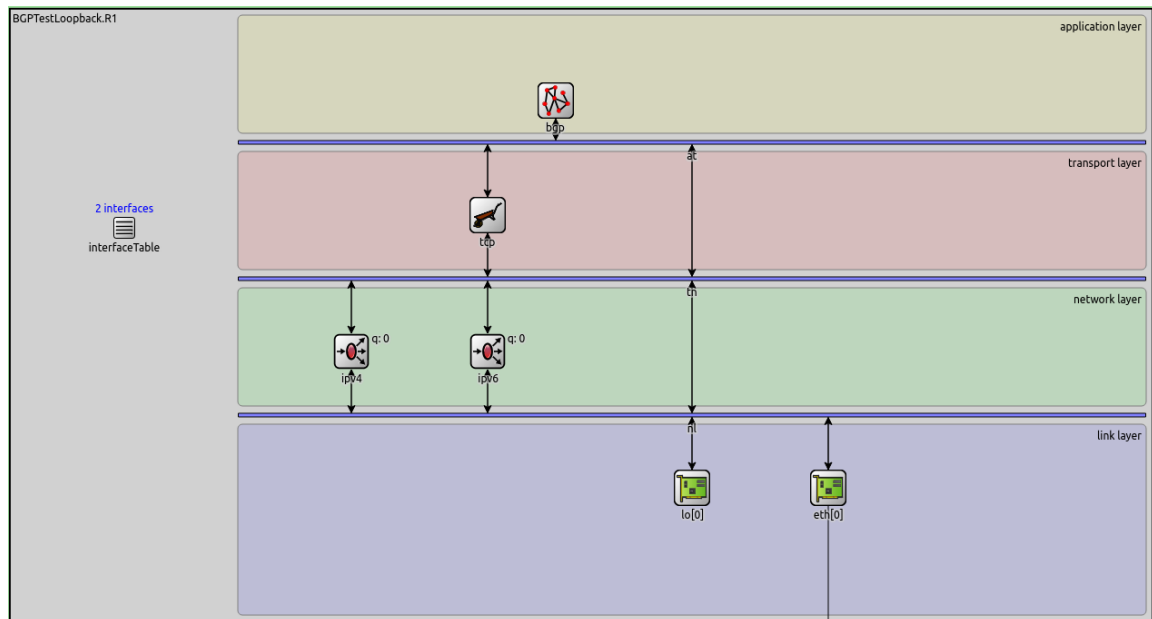 BGPTestLoopback.R1
application layer
bgp
at
transport layer
2 interfaces
interfaceTable
tcp
tn
network layer
q: 0
q: 0
ipv4
ipv6
nl
link layer
lo[0]
eth[0]